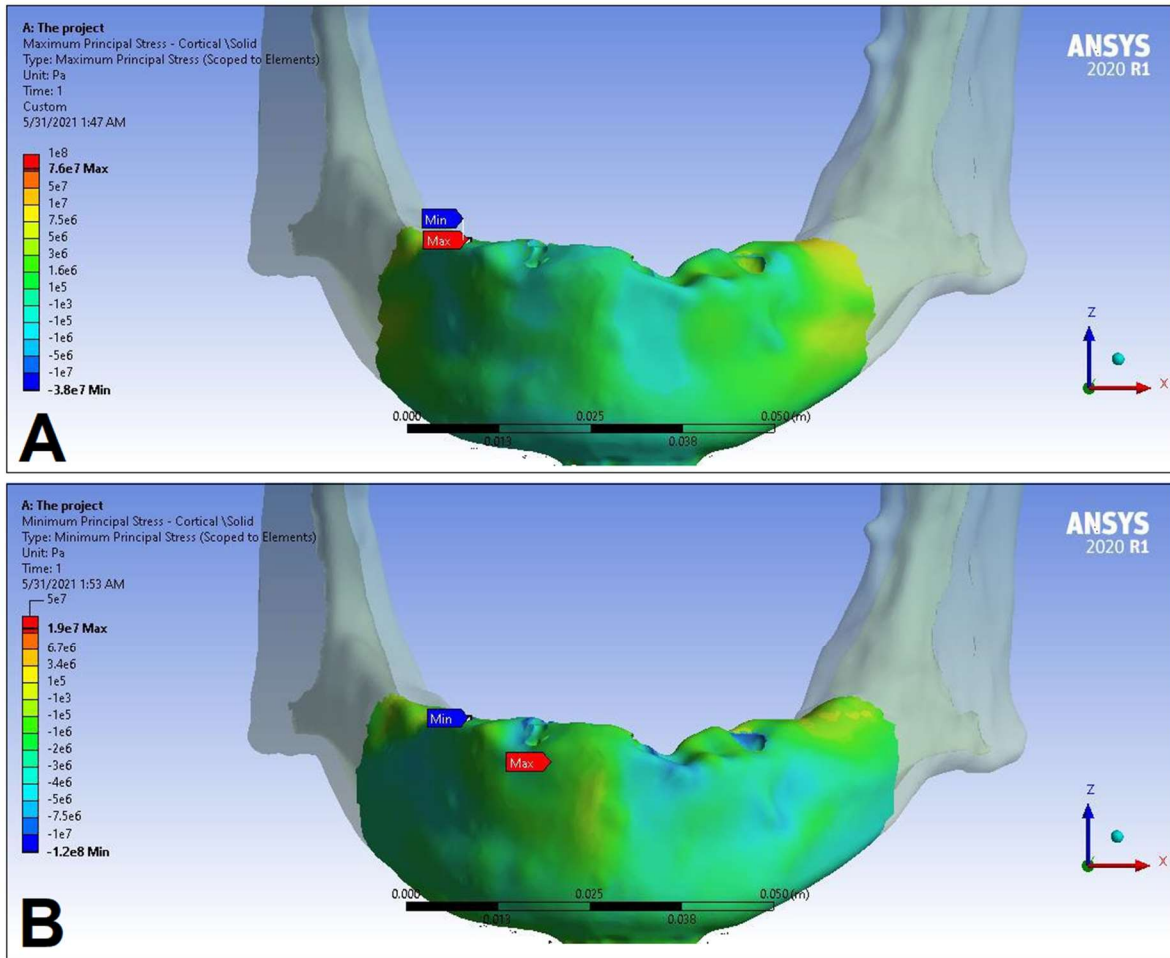 A: The project
Maximum Principal Stress - Cortical \Solid
Type: Maximum Principal Stress (Scoped to Elements)
Unit: Pa
Time: 1
Custom
5/31/2021 1:47 AM
ANSYS
2020 R1
1e8
7.6e7 Max
5e7
1e7
7.5e6
5e6
3e6
1.6e6
1e5
-1e3
-1e5
-1e6
-5e6
-1e7
-3.8e7 Min
Min
Max
Z
X
0.000
0.025
0.050 (m)
0.013
0.038
A
A: The project
Minimum Principal Stress - Cortical \Solid
Type: Minimum Principal Stress (Scoped to Elements)
Unit: Pa
Time: 1
5/31/2021 1:53 AM
ANSYS
2020 R1
5e7
1.9e7 Max
6.7e6
3.4e6
1e5
-1e3
-1e5
-1e6
-2e6
-3e6
-4e6
-5e6
-7.5e6
-1e7
-1.2e8 Min
Min
Max
Z
X
0.000
0.025
0.050 (m)
0.013
0.038
B